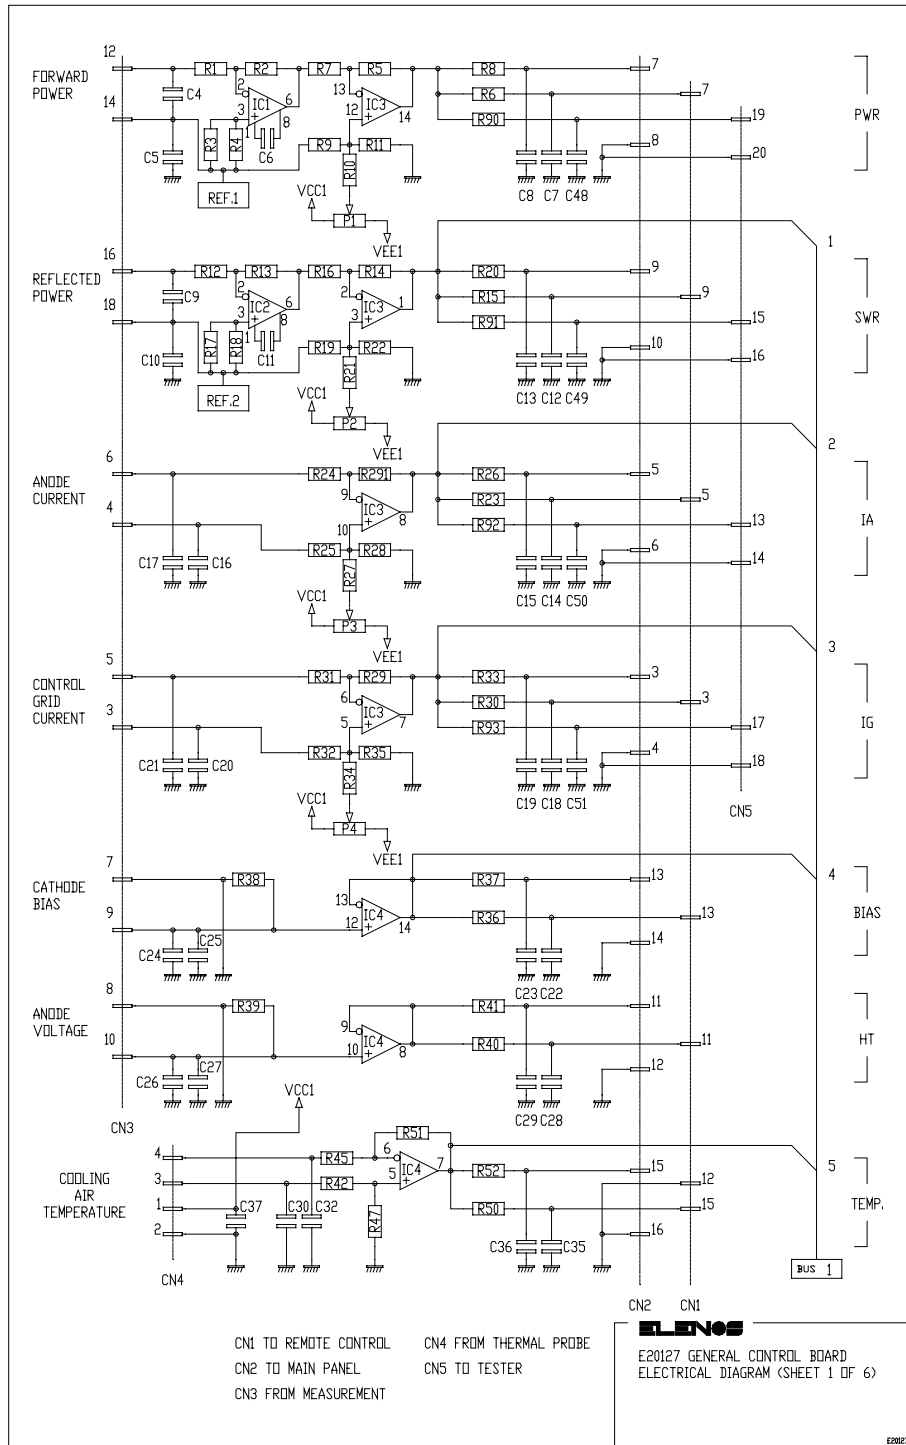 12
FORWARD
POWER
14
R1 R2 R7 R5 R8 7
C4 2 IC1 6 13 IC3 14 R6 7
3 12 R90 19
C5 R3 R4 1 8 C6 R9 R11 8 20
REF.1 R10 C8 C7 C48
VCC1 P1 VEE1
PWR
1
16
REFLECTED
POWER
18
R12 R13 R16 R14 R20 9
C9 2 IC2 6 2 IC3 1 R15 9
3 3 R91 15
C10 R17 R18 1 8 C11 R19 R22 10 16
REF.2 R21 C13 C12 C49
VCC1 P2 VEE1
SWR
2
6
ANODE
CURRENT
4
R24 R291 R26 5
9 IC3 8 R23 5
10 R92 13
C17 C16 R25 R28 6 14
R27 C15 C14 C50
VCC1 P3 VEE1
IA
3
5
CONTROL
GRID
CURRENT
3
R31 R29 R33 3
6 IC3 7 R30 3
5 R93 17
C21 C20 R32 R35 4 18
R34 C19 C18 C51
VCC1 P4 VEE1
IG
CN5
4
7
CATHODE
BIAS
9
R38 R37 13
13 IC4 14 R36 13
12
C24 C25 14
C23 C22
BIAS
8
ANODE
VOLTAGE
10
R39 R41 11
9 IC4 8 R40 11
10
C26 C27 12
C29 C28
HT
CN3
VCC1
5
COOLING
AIR
TEMPERATURE
4 R45 R51 6 IC4 7 R52 15
3 R42 5 12
1 C37 C30 C32 R47 R50 15
2 C36 C35 16
TEMP.
CN4
BUS 1
CN2 CN1
CN1 TO REMOTE CONTROL
CN2 TO MAIN PANEL
CN3 FROM MEASUREMENT
CN4 FROM THERMAL PROBE
CN5 TO TESTER
ELENOS
E20127 GENERAL CONTROL BOARD
ELECTRICAL DIAGRAM (SHEET 1 OF 6)
E20127